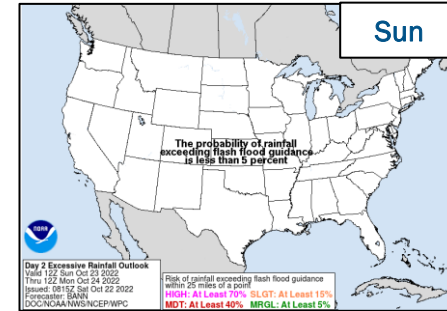 Sun
The probability of rainfall
exceeding flash flood guidance
is less than 5 percent
NOAA
Day 2 Excessive Rainfall Outlook
Valid 12Z Sun Oct 23 2022
Thru 12Z Mon Oct 24 2022
Issued: 0815Z Sat Oct 22 2022
Forecaster: BANN
DOC/NOAA/NWS/NCEP/WPC
Risk of rainfall exceeding flash flood guidance
within 25 miles of a point
HIGH: At Least 70% SLGT: At Least 15%
MDT: At Least 40% MRGL: At Least 5%